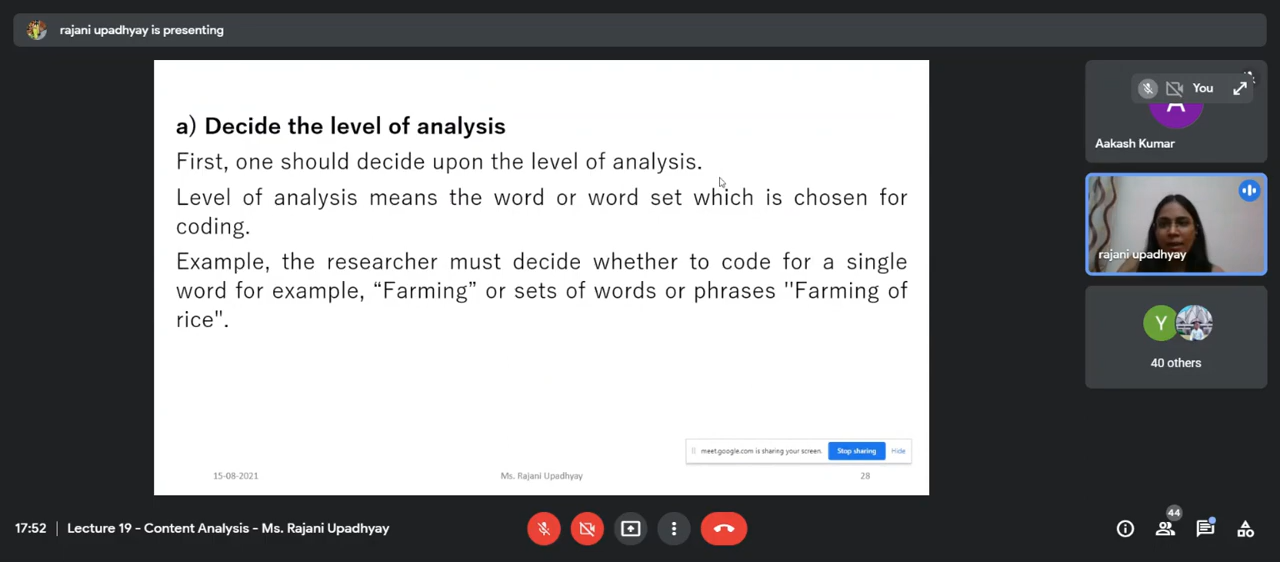 rajani upadhyay is presenting
a) Decide the level of analysis
First, one should decide upon the level of analysis.
Level of analysis means the word or word set which is chosen for
coding.
Example, the researcher must decide whether to code for a single
word for example, “Farming” or sets of words or phrases "Farming of
rice".
meet.google.com is sharing your screen.
Stop sharing
Hide
15-08-2021
Ms. Rajani Upadhyay
28
You
A
Aakash Kumar
rajani upadhyay
Y
40 others
17:52
Lecture 19 - Content Analysis - Ms. Rajani Upadhyay
44